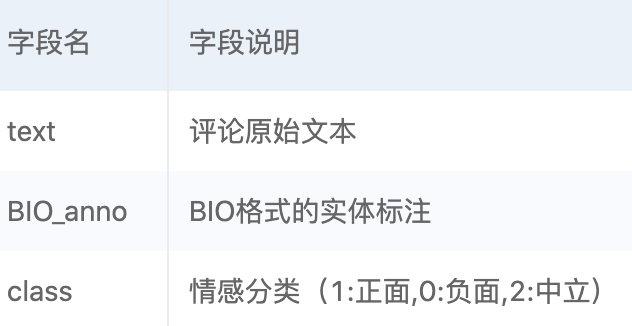 字段名 字段说明
text 评论原始文本
BIO_anno BIO格式的实体标注
class 情感分类（1:正面,0:负面,2:中立）